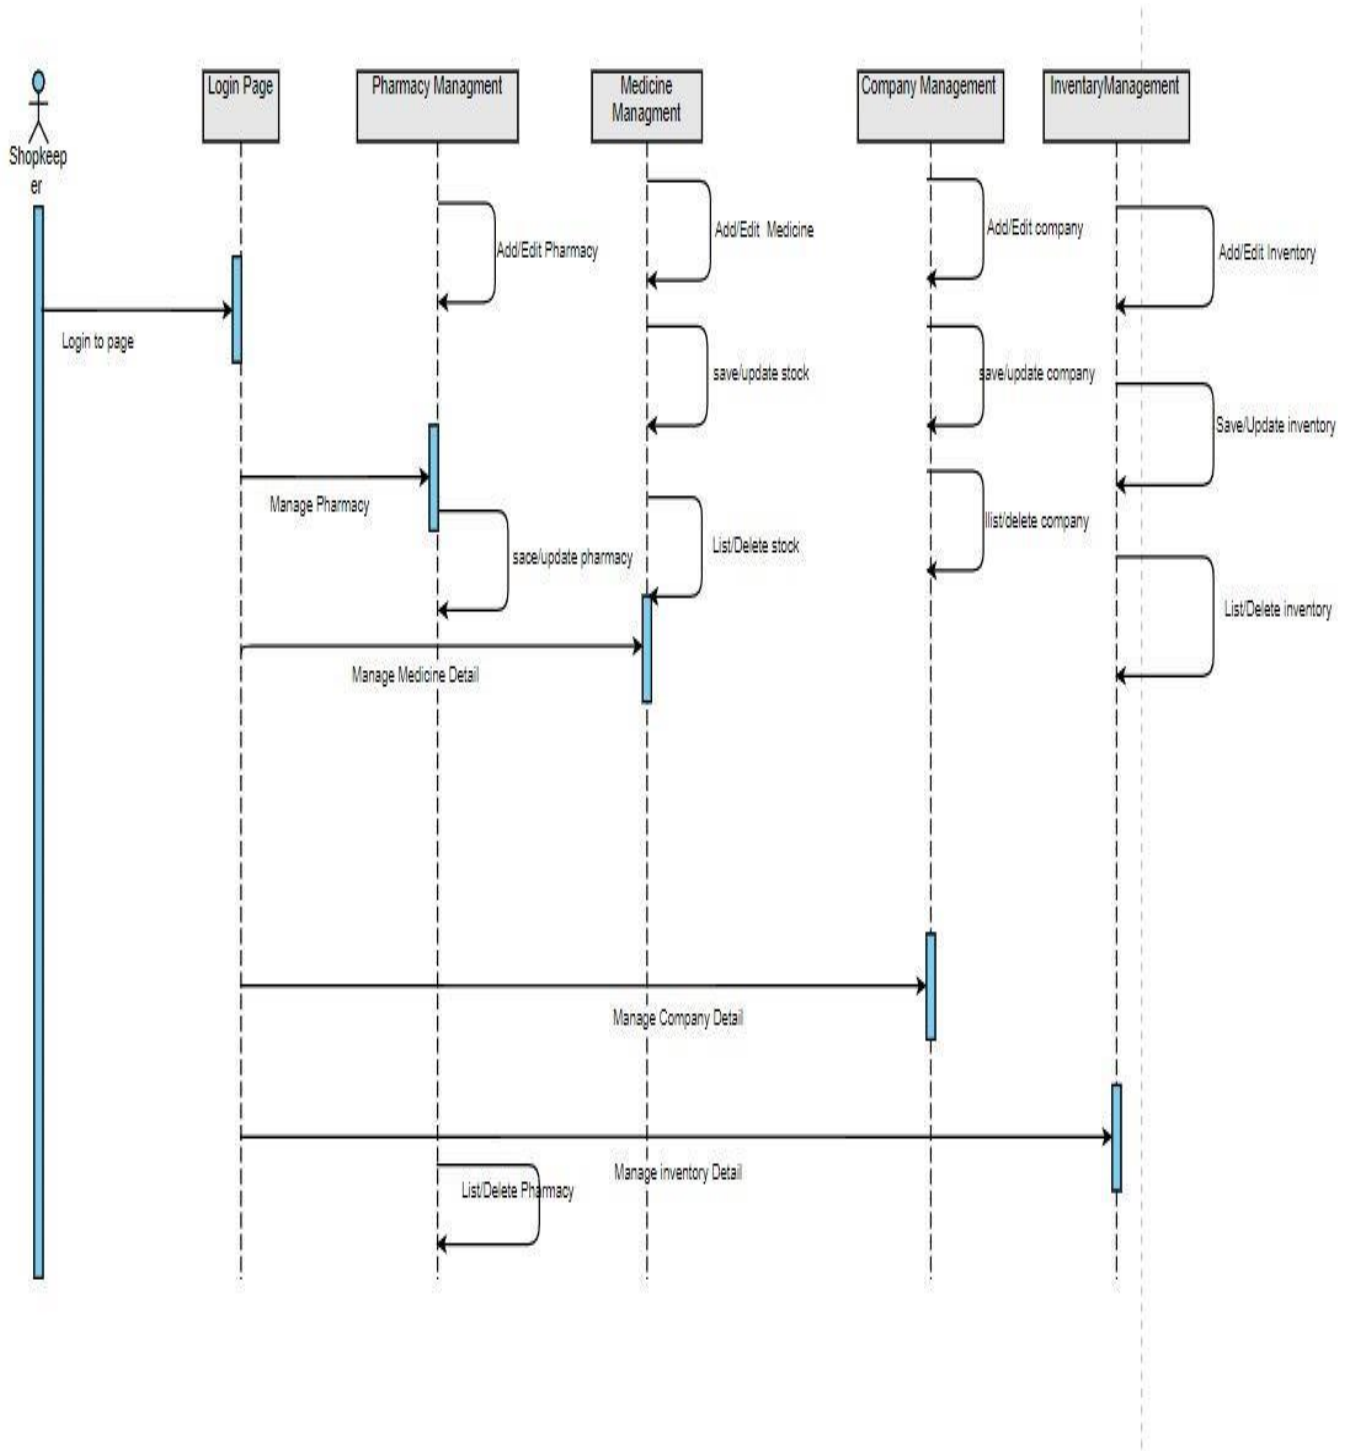 Login Page
Pharmacy Managment
Medicine
Managment
Company Management
InventaryManagement
Shopkeep
er
Add/Edit Pharmacy
Add/Edit  Medicine
Add/Edit company
Add/Edit Inventory
Login to page
save/update stock
save/update company
Save/Update inventory
Manage Pharmacy
sace/update pharmacy
List/Delete stock
llist/delete company
List/Delete inventory
Manage Medicine Detail
Manage Company Detail
Manage inventory Detail
List/Delete Pharmacy